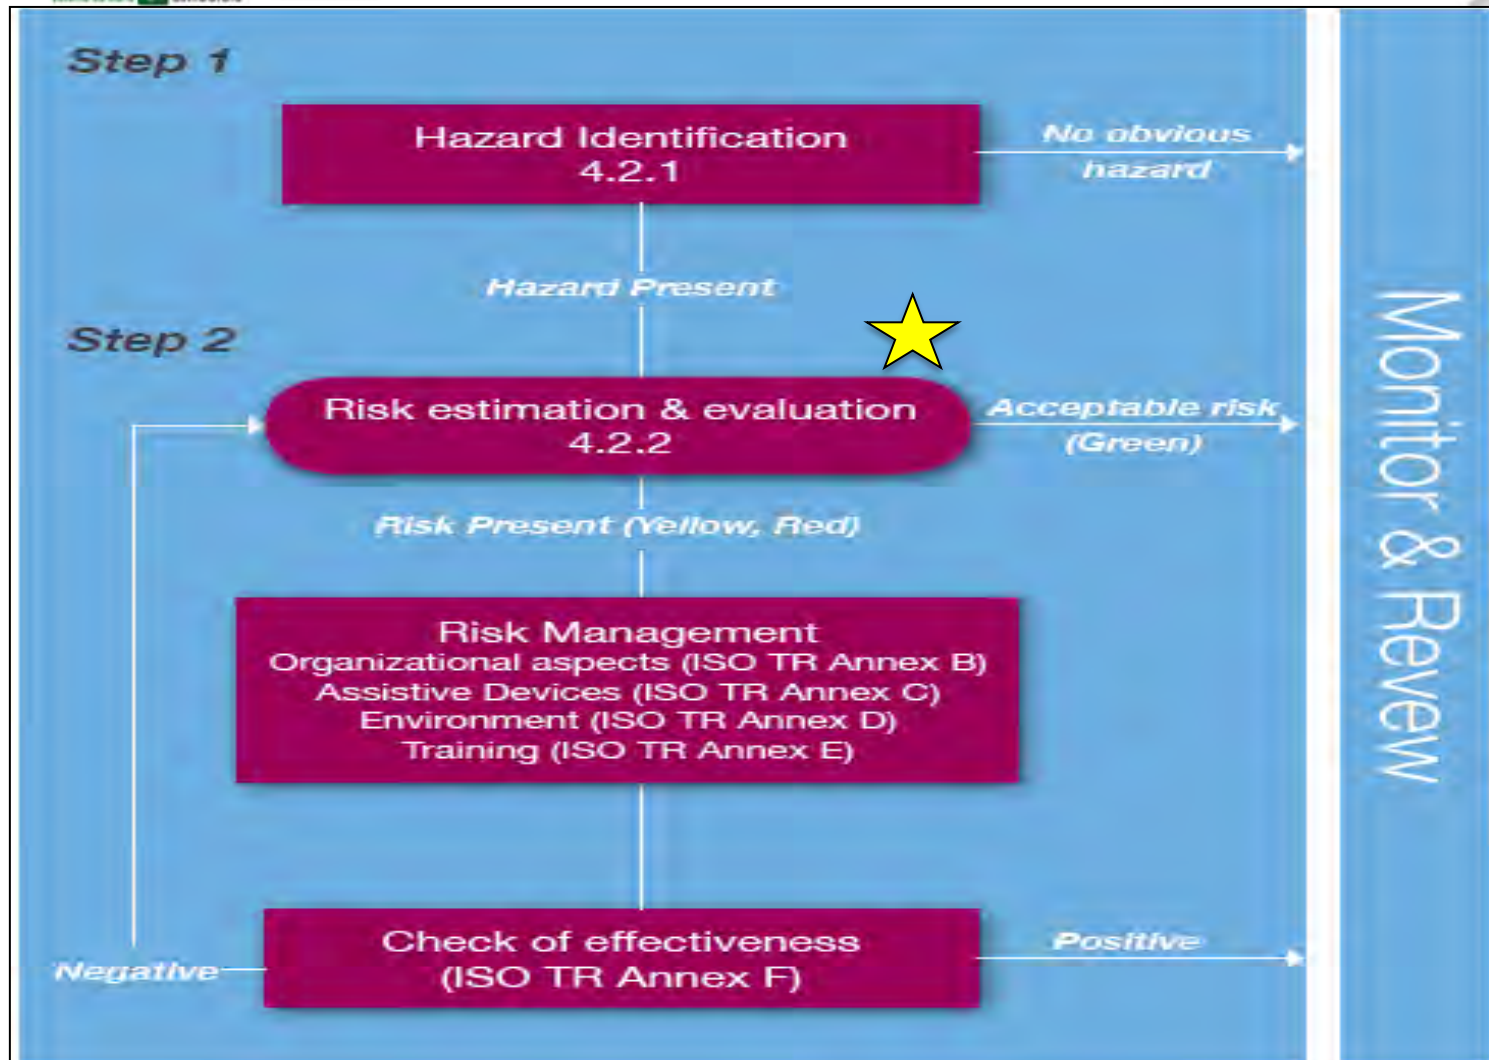 Step 1
Hazard Identification
4.2.1
No obvious
hazard
Hazard Present
Step 2
Risk estimation & evaluation
4.2.2
Acceptable risk
(Green)
Risk Present (Yellow, Red)
Risk Management
Organizational aspects (ISO TR Annex B)
Assistive Devices (ISO TR Annex C)
Environment (ISO TR Annex D)
Training (ISO TR Annex E)
Check of effectiveness
(ISO TR Annex F)
Positive
Negative
Monitor & Revew